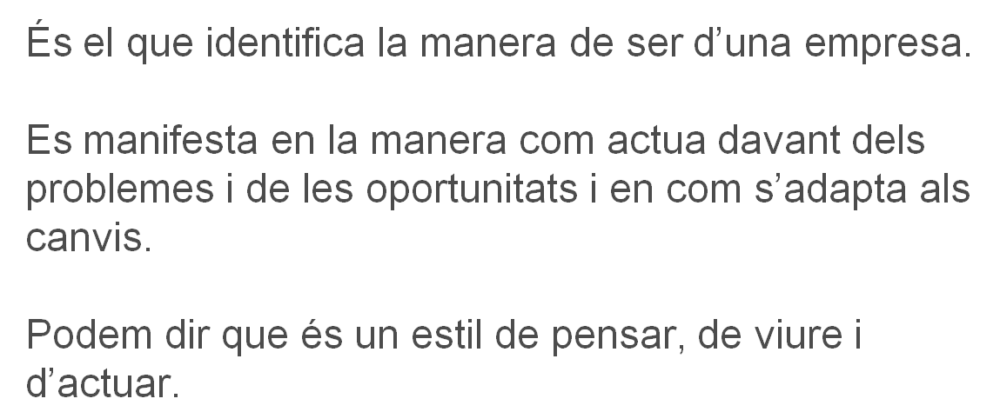 És el que identifica la manera de ser d’una empresa.
Es manifesta en la manera com actua davant dels
problemes i de les oportunitats i en com s’adapta als
canvis.
Podem dir que és un estil de pensar, de viure i
d’actuar.